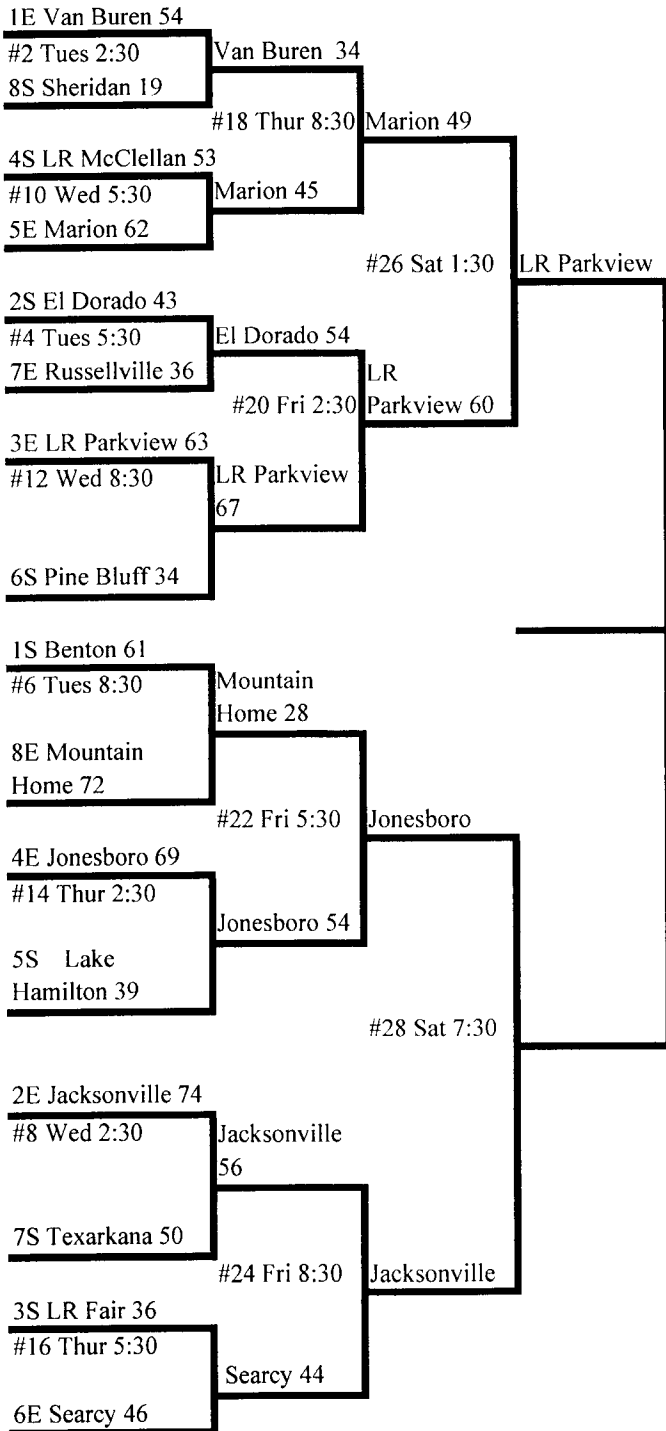 1E Van Buren 54
#2 Tues 2:30
8S Sheridan 19
Van Buren 34
#18 Thur 8:30
4S LR McClellan 53
#10 Wed 5:30
5E Marion 62
Marion 45
Marion 49
#26 Sat 1:30
2S El Dorado 43
#4 Tues 5:30
7E Russellville 36
El Dorado 54
#20 Fri 2:30
3E LR Parkview 63
#12 Wed 8:30
6S Pine Bluff 34
LR Parkview
67
LR
Parkview 60
LR Parkview
1S Benton 61
#6 Tues 8:30
8E Mountain
Home 72
Mountain
Home 28
#22 Fri 5:30
4E Jonesboro 69
#14 Thur 2:30
5S Lake
Hamilton 39
Jonesboro 54
Jonesboro
#28 Sat 7:30
2E Jacksonville 74
#8 Wed 2:30
7S Texarkana 50
Jacksonville
56
#24 Fri 8:30
3S LR Fair 36
#16 Thur 5:30
6E Searcy 46
Searcy 44
Jacksonville